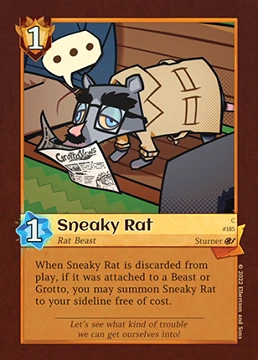 1
GrottoNews
1
Sneaky Rat
C
#185
Rat Beast
Sturner
When Sneaky Rat is discarded from
play, if it was attached to a Beast or
Grotto, you may summon Sneaky Rat
to your sideline free of cost.
Let's see what kind of trouble
we can get ourselves into!
© 2022 Elbertson and Sons